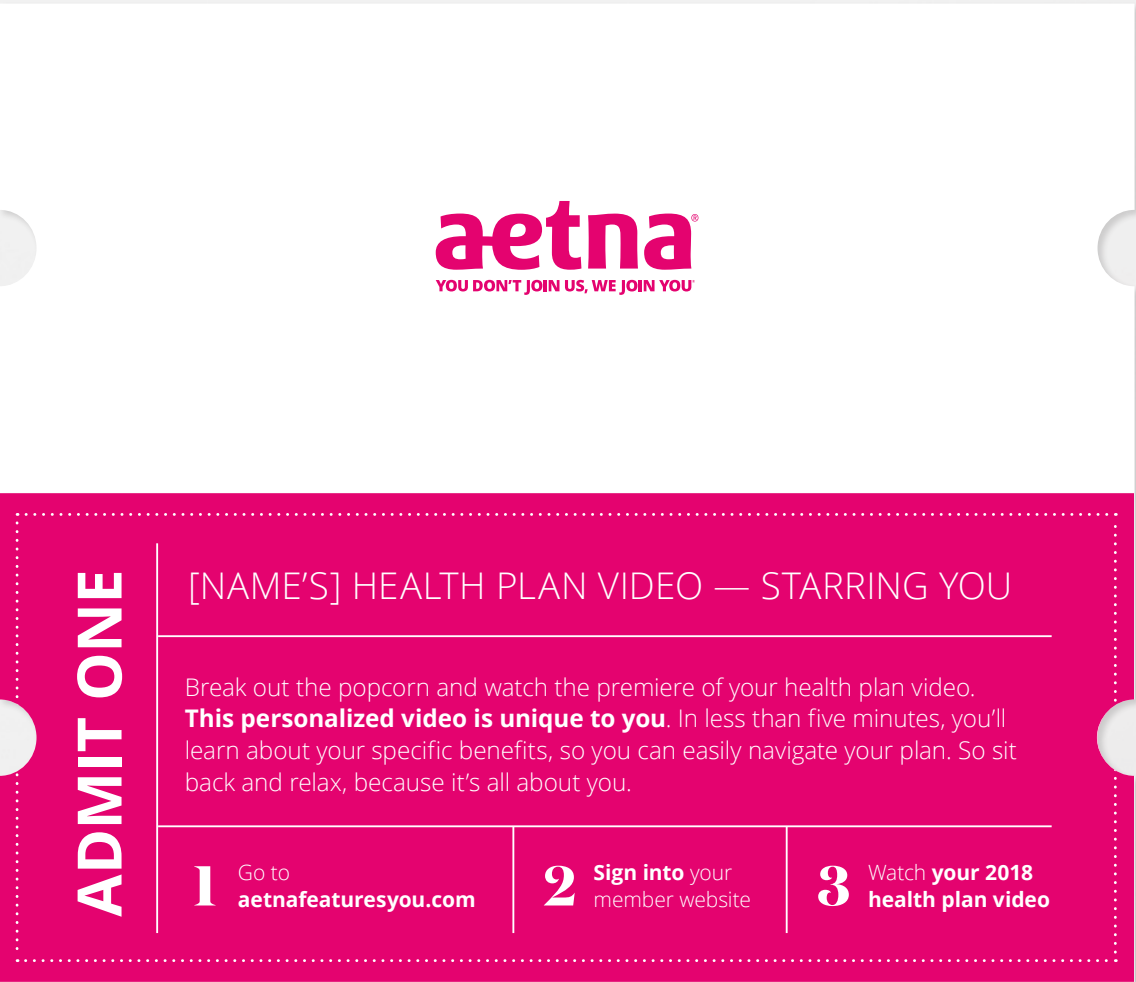 aetna®
YOU DON'T JOIN US, WE JOIN YOU®
ADMIT ONE
[NAME'S] HEALTH PLAN VIDEO — STARRING YOU
Break out the popcorn and watch the premiere of your health plan video.
This personalized video is unique to you. In less than five minutes, you'll
learn about your specific benefits, so you can easily navigate your plan. So sit
back and relax, because it's all about you.
1 Go to
aetnafeaturesyou.com
2 Sign into your
member website
3 Watch your 2018
health plan video